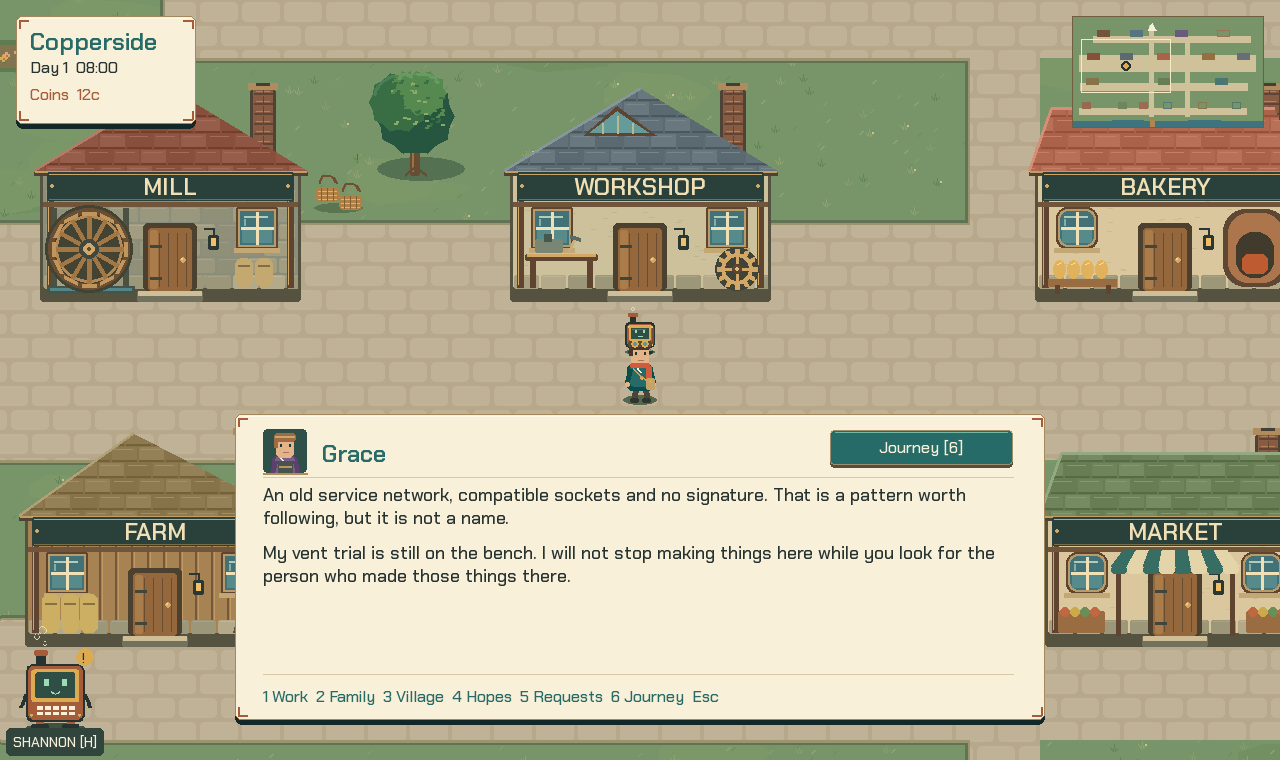 Copperside
Day 1 08:00
Coins 12c
MILL
WORKSHOP
BAKERY
FARM
MARKET
Grace
Journey [6]
An old service network, compatible sockets and no signature. That is a pattern worth
following, but it is not a name.
My vent trial is still on the bench. I will not stop making things here while you look for the
person who made those things there.
1 Work 2 Family 3 Village 4 Hopes 5 Requests 6 Journey Esc
!
SHANNON [H]